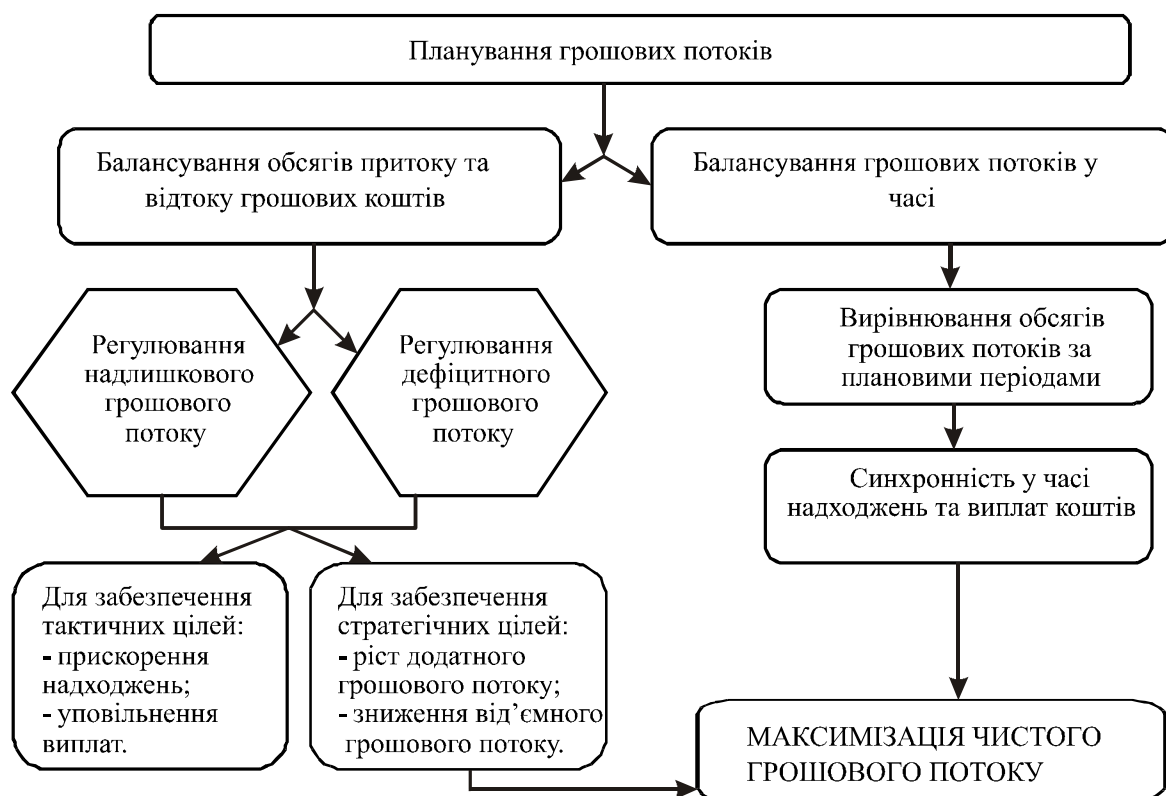 Планування грошових потоків
Балансування обсягів притоку та
відтоку грошових коштів
Балансування грошових потоків у
часі
Регулювання
надлишкового
грошового
потоку
Регулювання
дефіцитного
грошового
потоку
Вирівнювання обсягів
грошових потоків за
плановими періодами
Синхронність у часі
надходжень та виплат коштів
Для забезпечення
тактичних цілей:
- прискорення
надходжень;
- уповільнення
виплат.
Для забезпечення
стратегічних цілей:
- ріст додатного
грошового потоку;
- зниження від’ємного
грошового потоку.
МАКСИМІЗАЦІЯ ЧИСТОГО
ГРОШОВОГО ПОТОКУ